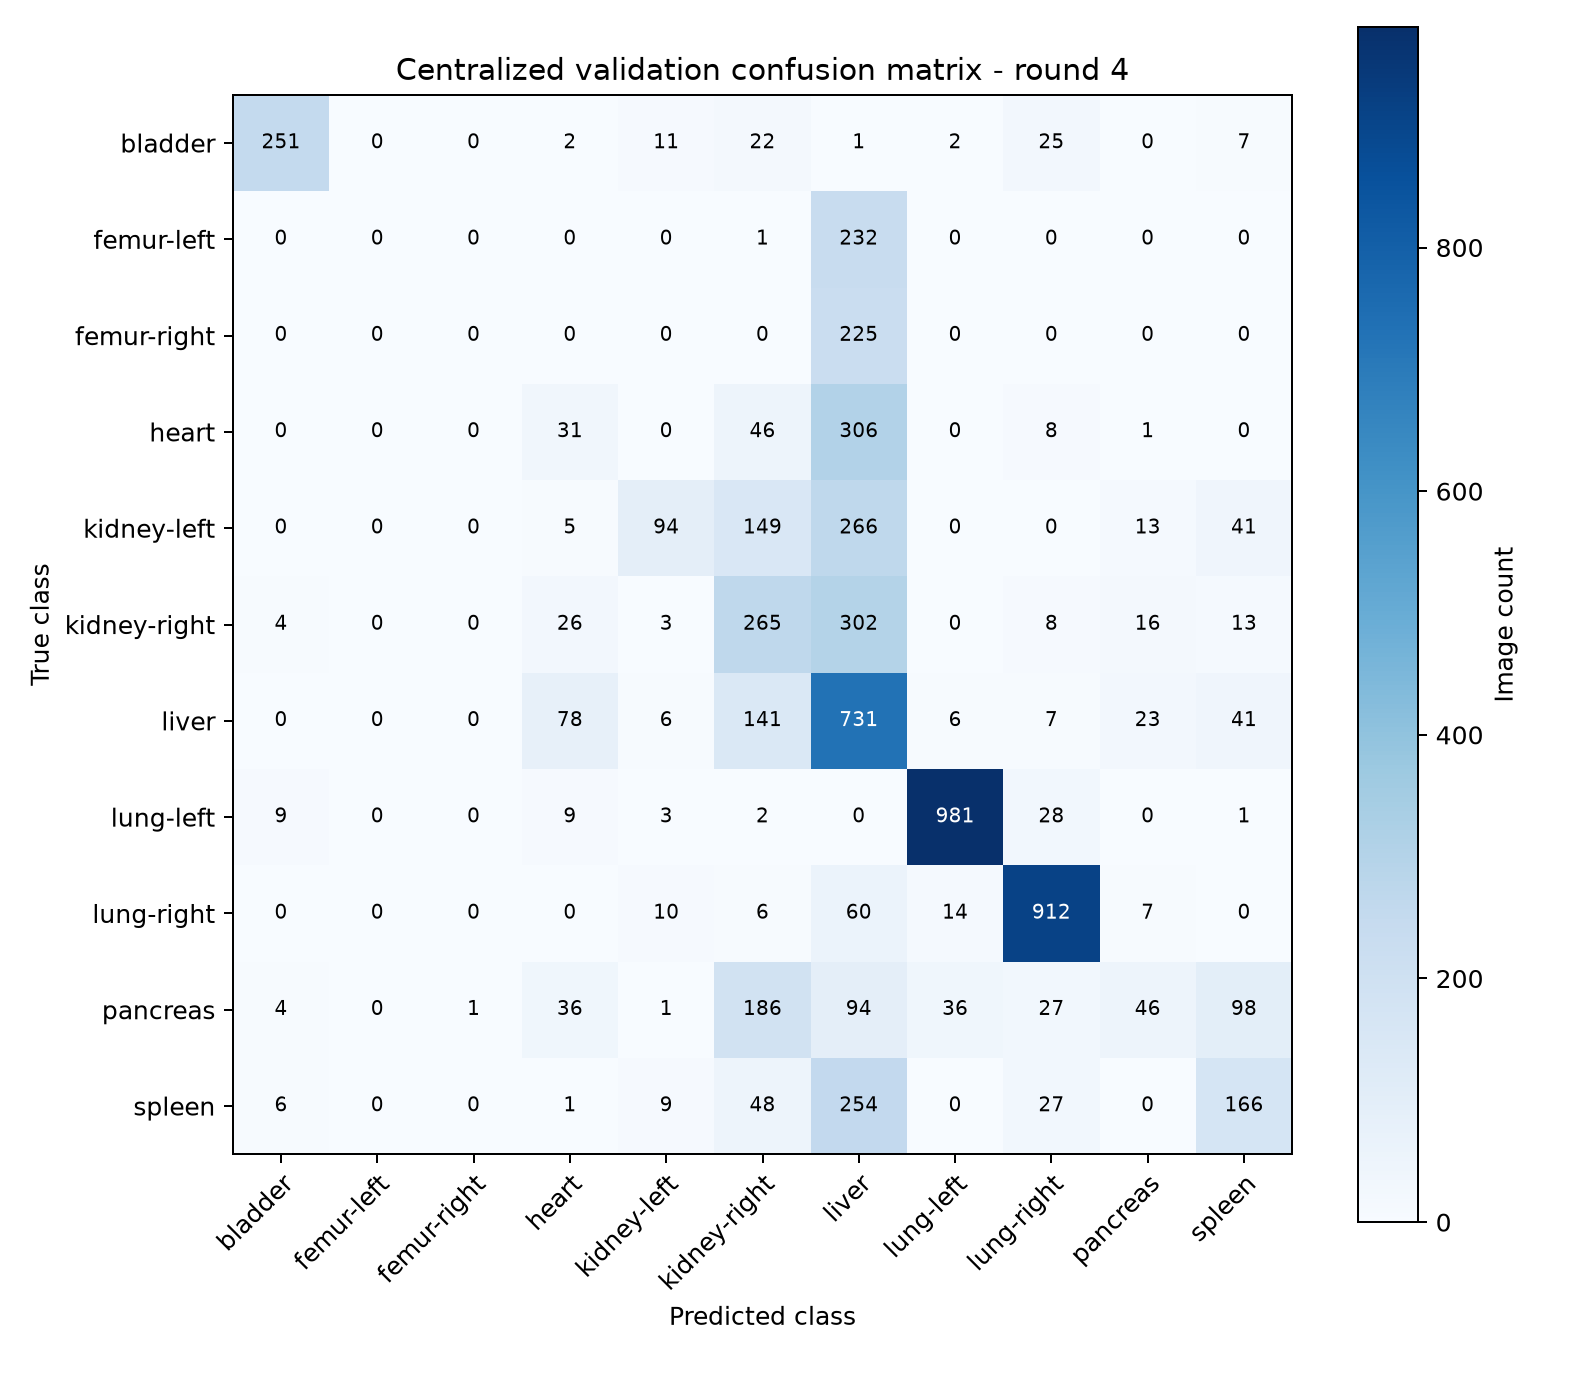 Centralized validation confusion matrix - round 4
bladder 251 0 0 2 11 22 1 2 25 0 7
femur-left 0 0 0 0 0 1 232 0 0 0 0
femur-right 0 0 0 0 0 0 225 0 0 0 0
heart 0 0 0 31 0 46 306 0 8 1 0
kidney-left 0 0 0 5 94 149 266 0 0 13 41
kidney-right 4 0 0 26 3 265 302 0 8 16 13
liver 0 0 0 78 6 141 731 6 7 23 41
lung-left 9 0 0 9 3 2 0 981 28 0 1
lung-right 0 0 0 0 10 6 60 14 912 7 0
pancreas 4 0 1 36 1 186 94 36 27 46 98
spleen 6 0 0 1 9 48 254 0 27 0 166
bladder femur-left femur-right heart kidney-left kidney-right liver lung-left lung-right pancreas spleen
Predicted class
True class
800
600
400
200
0
Image count